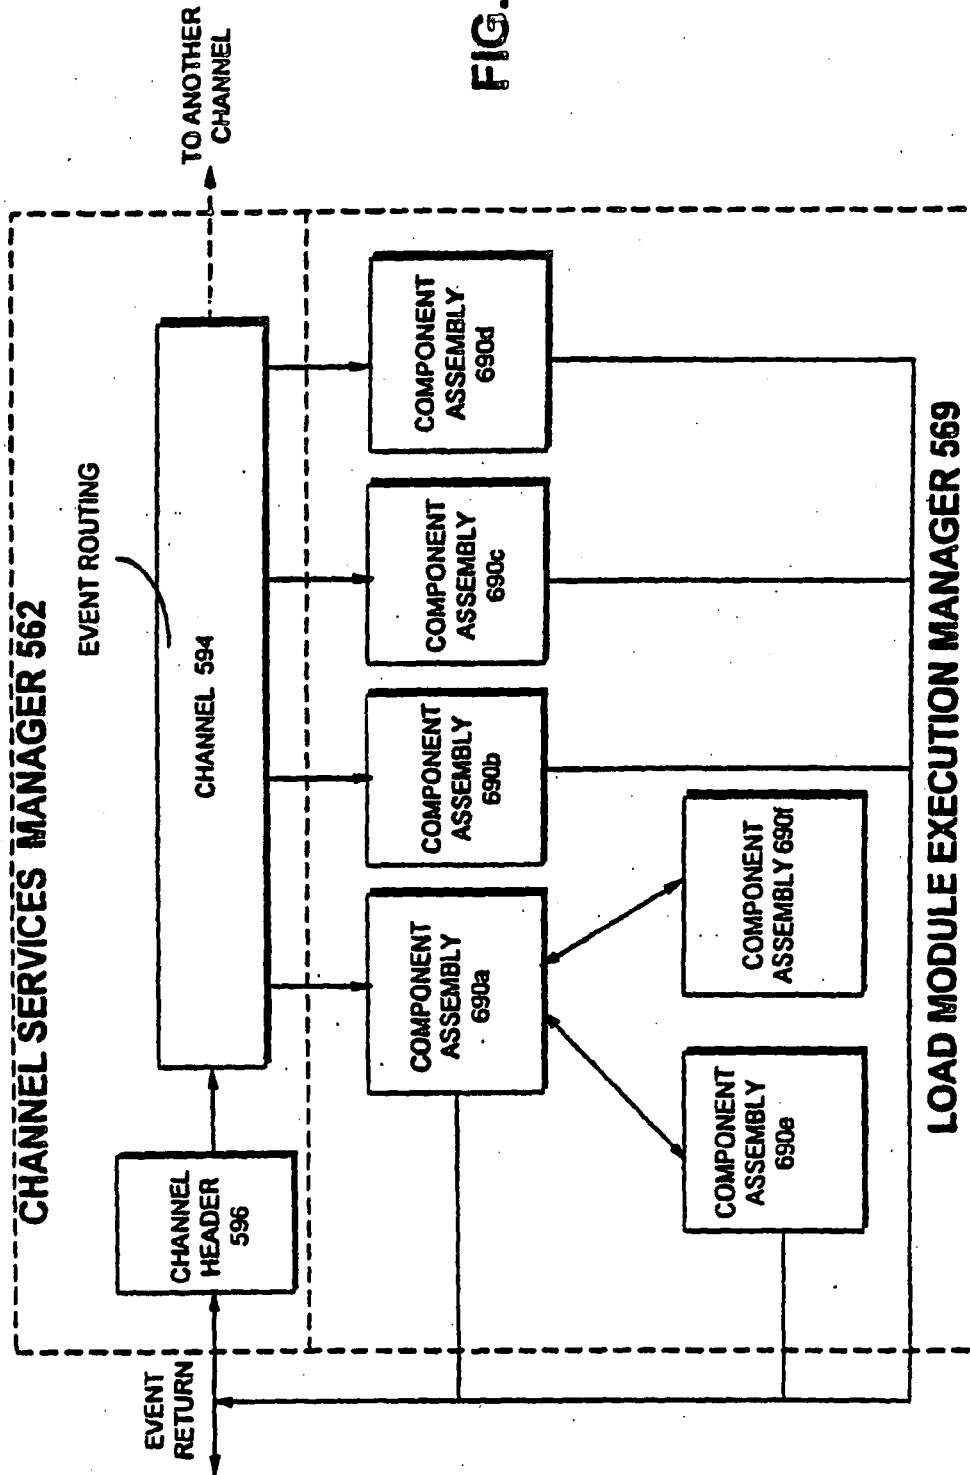 CHANNEL SERVICES MANAGER 562
EVENT ROUTING
TO ANOTHER
CHANNEL
EVENT
RETURN
CHANNEL
HEADER
596
CHANNEL 594
COMPONENT
ASSEMBLY
690a
COMPONENT
ASSEMBLY
690b
COMPONENT
ASSEMBLY
690c
COMPONENT
ASSEMBLY
690d
COMPONENT
ASSEMBLY
690e
COMPONENT
ASSEMBLY 690f
LOAD MODULE EXECUTION MANAGER 569
FIG.